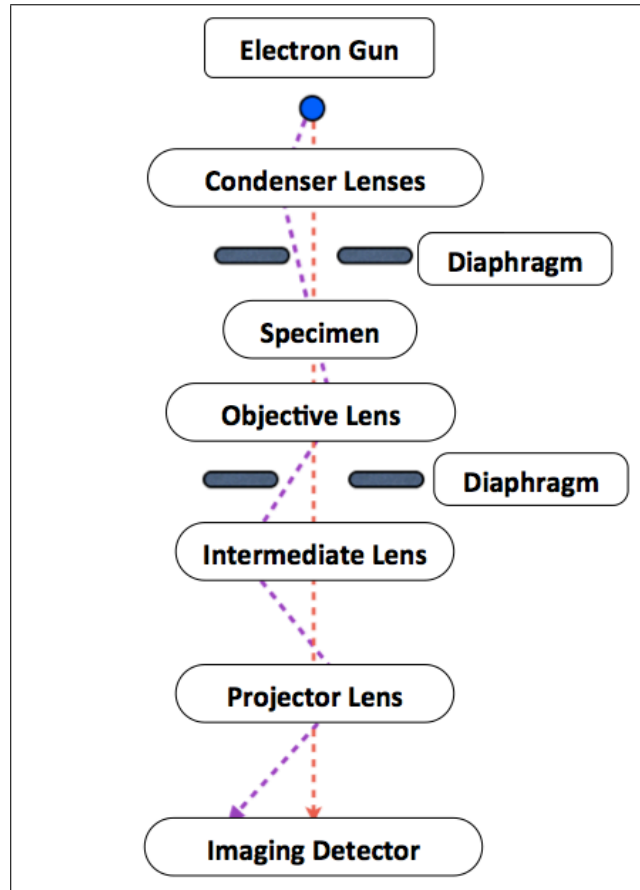 Electron Gun
Condenser Lenses
Diaphragm
Specimen
Objective Lens
Diaphragm
Intermediate Lens
Projector Lens
Imaging Detector